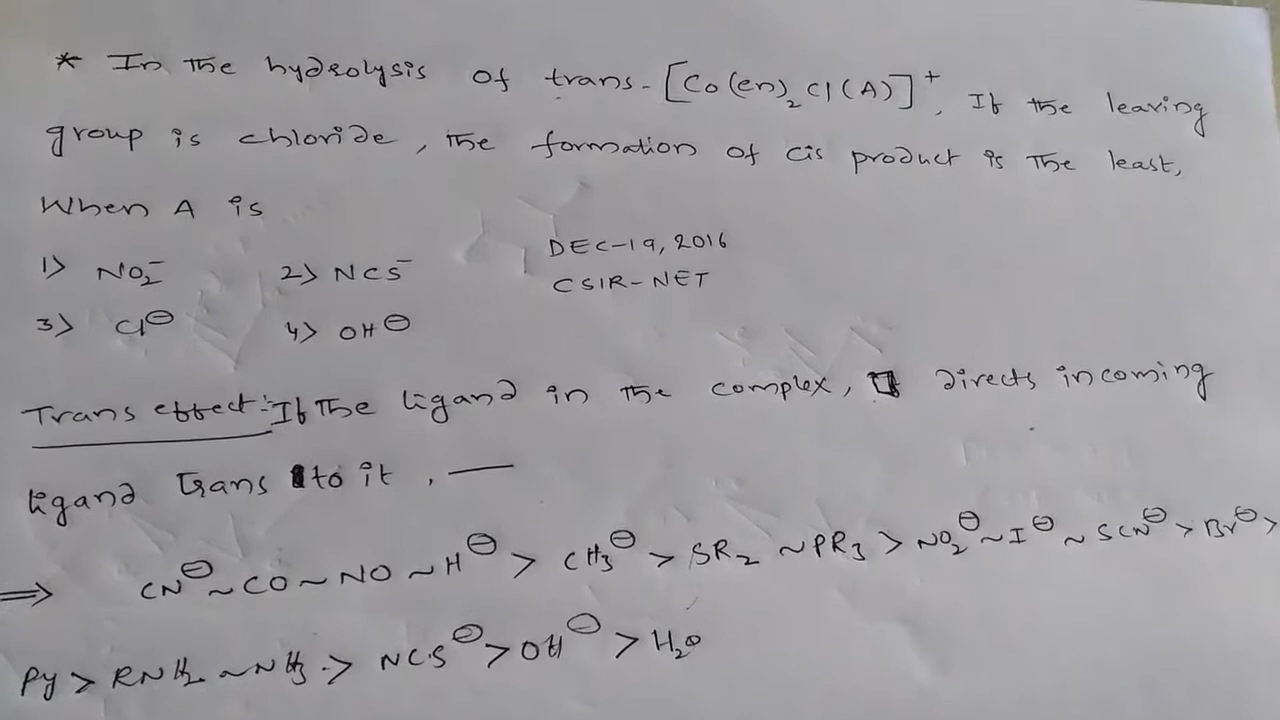 * In the hydrolysis of trans-[Co(en)₂Cl(A)]⁺, If the leaving
group is chloride, the formation of cis product is the least,
When A is
1) NO₂⁻ 2) NCS⁻
3) Cl⊖ 4) OH⊖
DEC-19, 2016
CSIR-NET
Trans effect:- If the ligand in the complex, directs incoming
ligand trans to it, —
⇒ CN⊖ ~ CO ~ NO ~ H⊖ > CH₃⊖ > SR₂ ~ PR₃ > NO₂⊖ ~ I⊖ ~ SCN⊖ > Br⊖ >
Py > RNH₂ ~ NH₃ > NCS⊖ > OH⊖ > H₂O